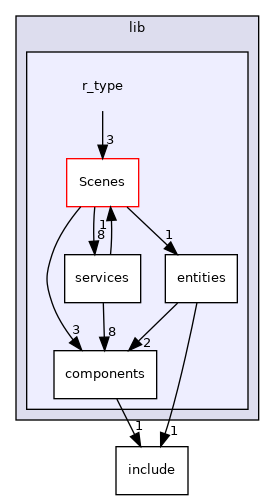 lib
r_type
3
Scenes
1
8
1
services
entities
3
8
2
components
1
1
include